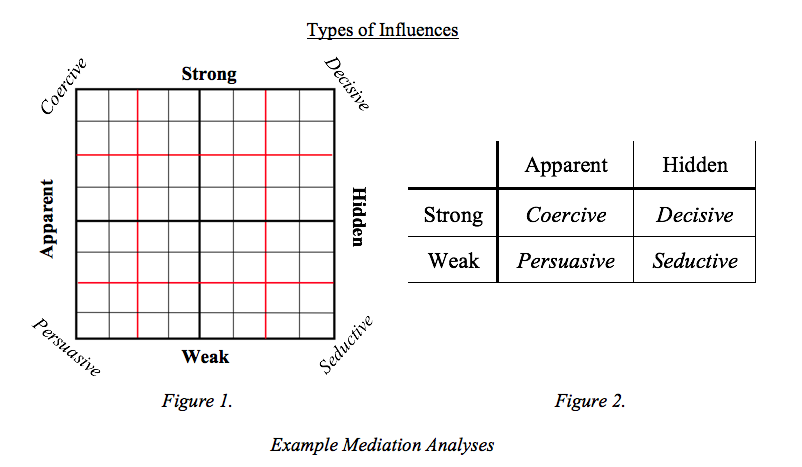 Types of Influences
Coercive
Strong
Decisive
Apparent
Hidden
Persuasive
Weak
Seductive
Figure 1.
Apparent Hidden
Strong Coercive Decisive
Weak Persuasive Seductive
Figure 2.
Example Mediation Analyses